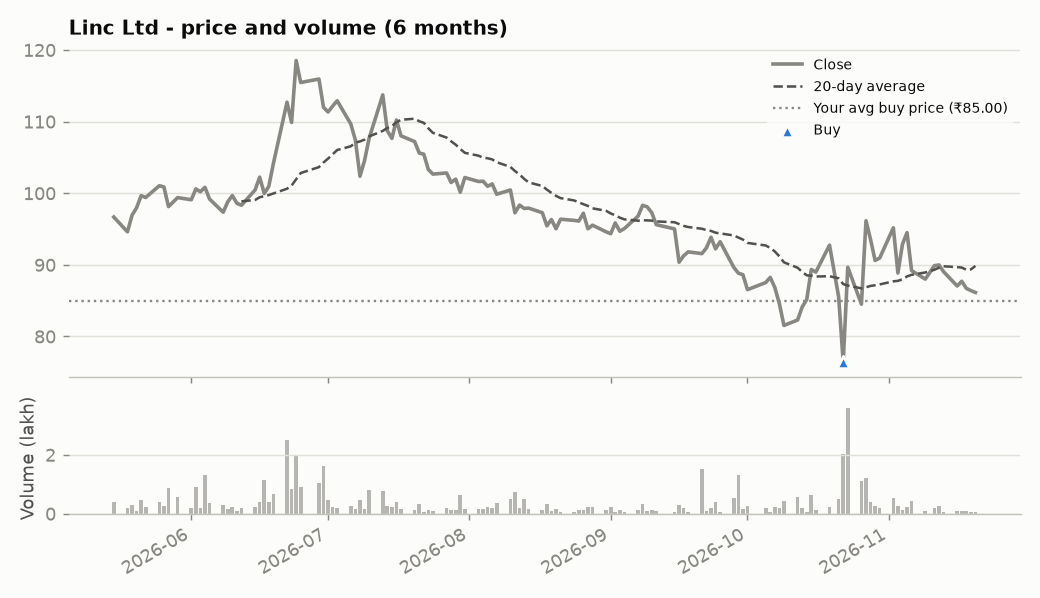 Linc Ltd - price and volume (6 months)
120
110
100
90
80
Close
20-day average
Your avg buy price (₹85.00)
Buy
Volume (lakh)
2
0
2026-06
2026-07
2026-08
2026-09
2026-10
2026-11